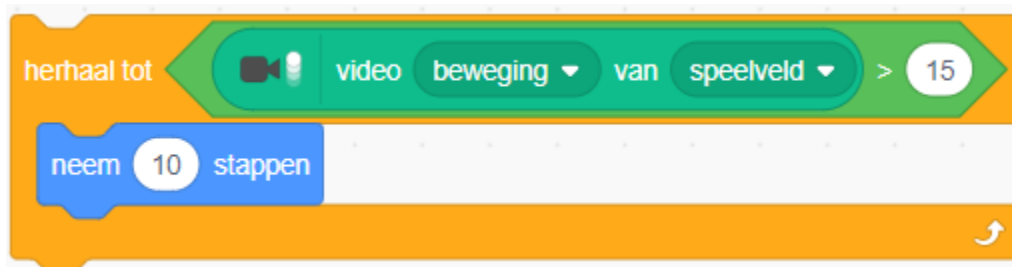 herhaal tot video beweging van speelveld > 15
neem 10 stappen